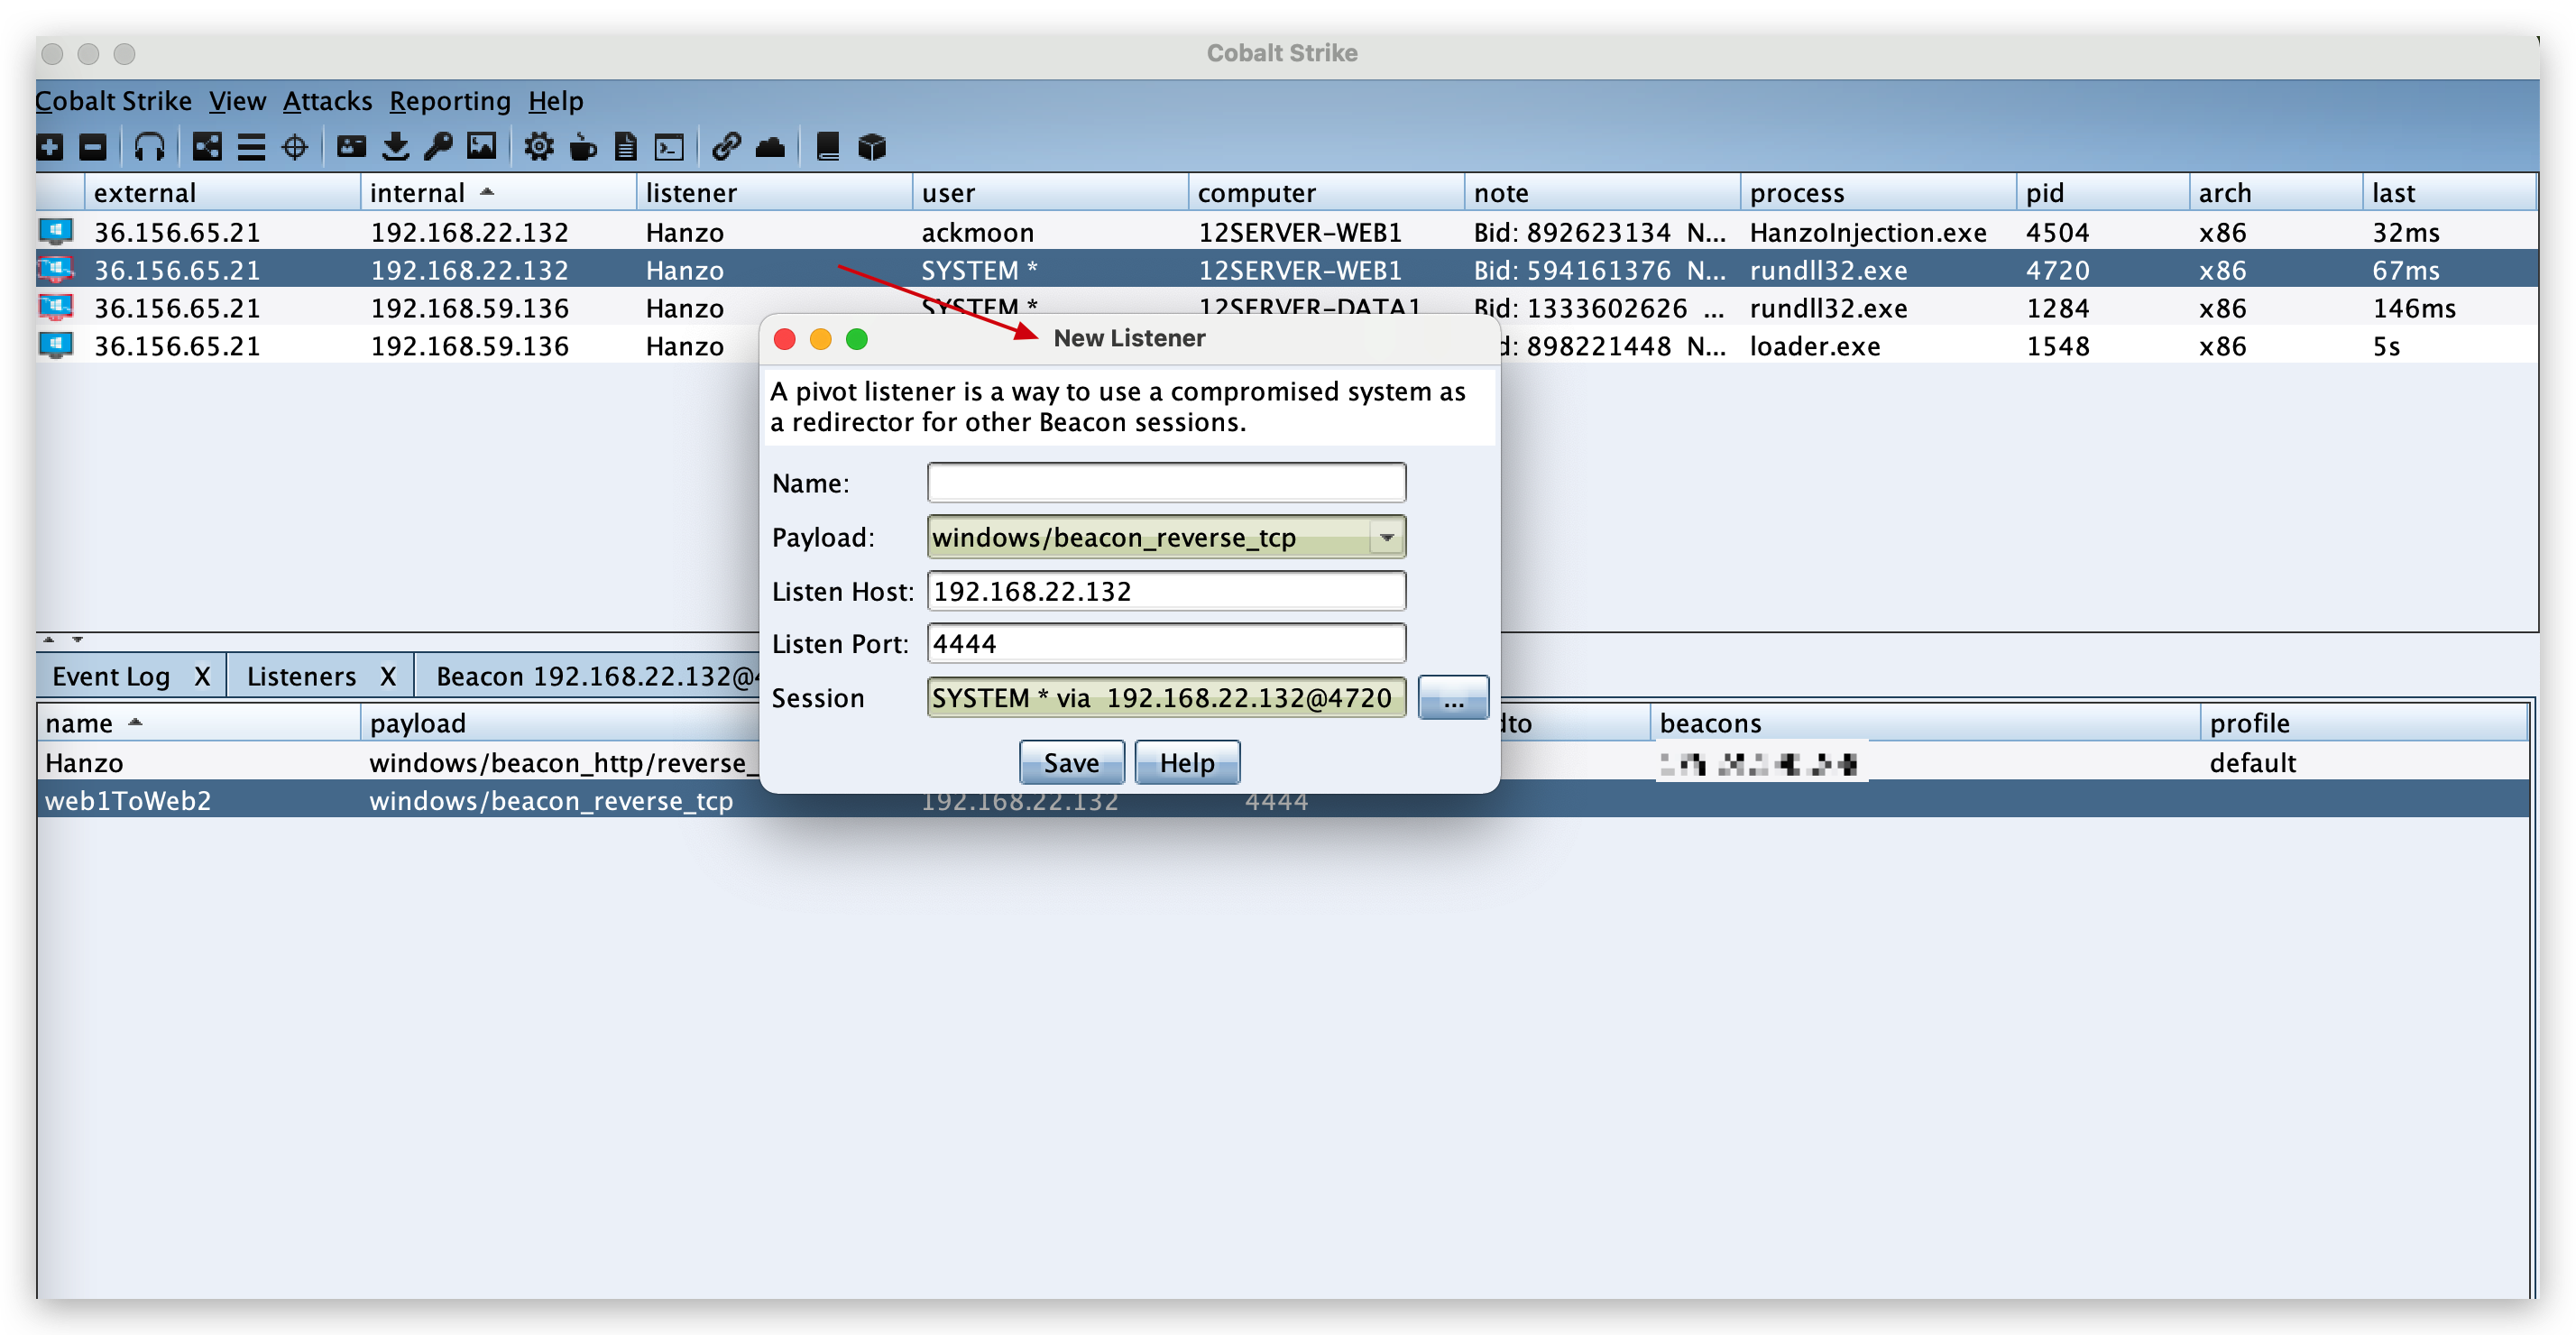 Cobalt Strike
Cobalt Strike View Attacks Reporting Help
external internal listener user computer note process pid arch last
36.156.65.21 192.168.22.132 Hanzo ackmoon 12SERVER-WEB1 Bid: 892623134 N... HanzoInjection.exe 4504 x86 32ms
36.156.65.21 192.168.22.132 Hanzo SYSTEM * 12SERVER-WEB1 Bid: 594161376 N... rundll32.exe 4720 x86 67ms
36.156.65.21 192.168.59.136 Hanzo SYSTEM * 12SERVER-DATA1 Bid: 1333602626 ... rundll32.exe 1284 x86 146ms
36.156.65.21 192.168.59.136 Hanzo d: 898221448 N... loader.exe 1548 x86 5s
New Listener
A pivot listener is a way to use a compromised system as
a redirector for other Beacon sessions.
Name:
Payload: windows/beacon_reverse_tcp
Listen Host: 192.168.22.132
Listen Port: 4444
Session SYSTEM * via 192.168.22.132@4720 ...
Save Help
Event Log X Listeners X Beacon 192.168.22.132@4
name payload dto beacons profile
Hanzo windows/beacon_http/reverse_ default
web1ToWeb2 windows/beacon_reverse_tcp 192.168.22.132 4444